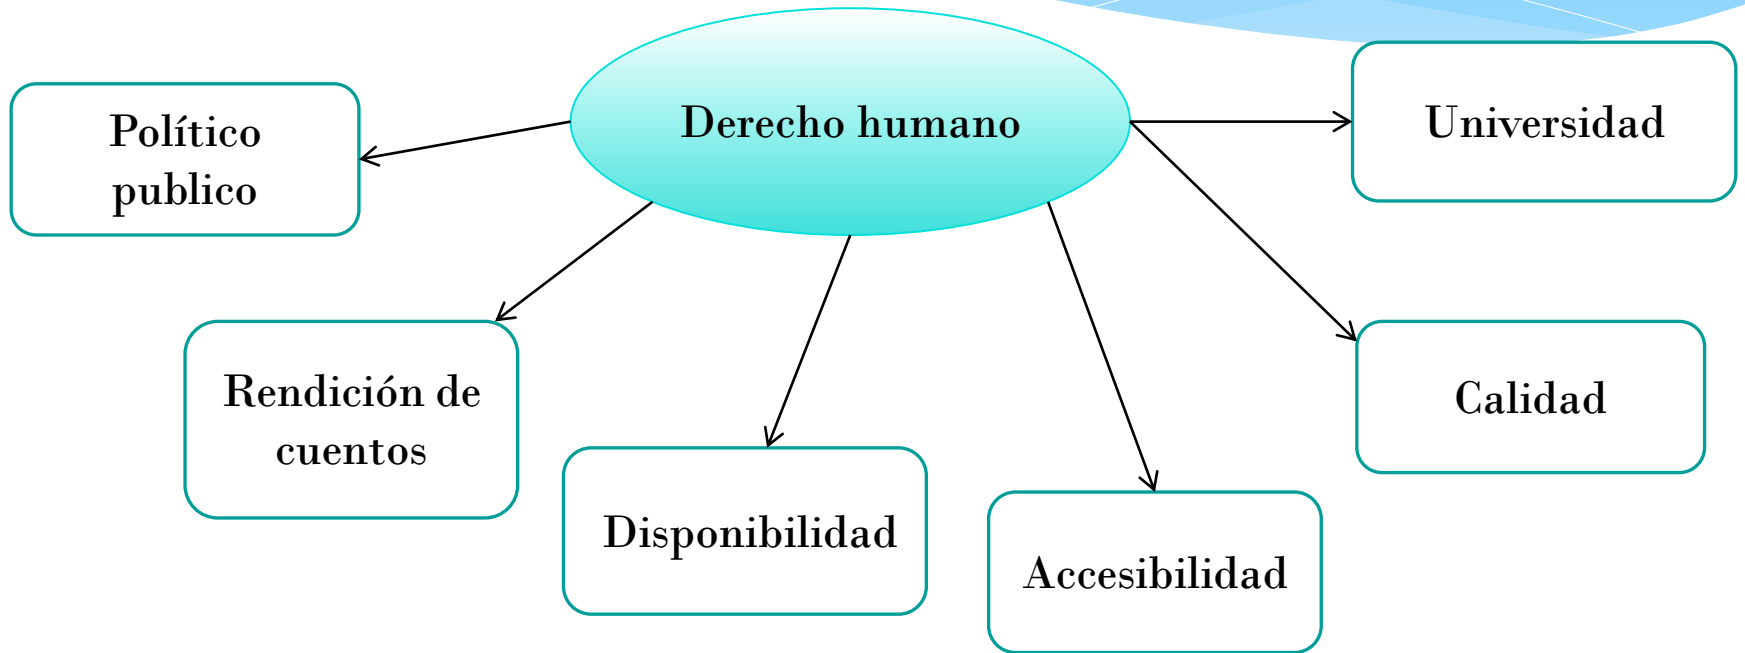 Derecho humano
Político
publico
Rendición de
cuentos
Disponibilidad
Accesibilidad
Calidad
Universidad